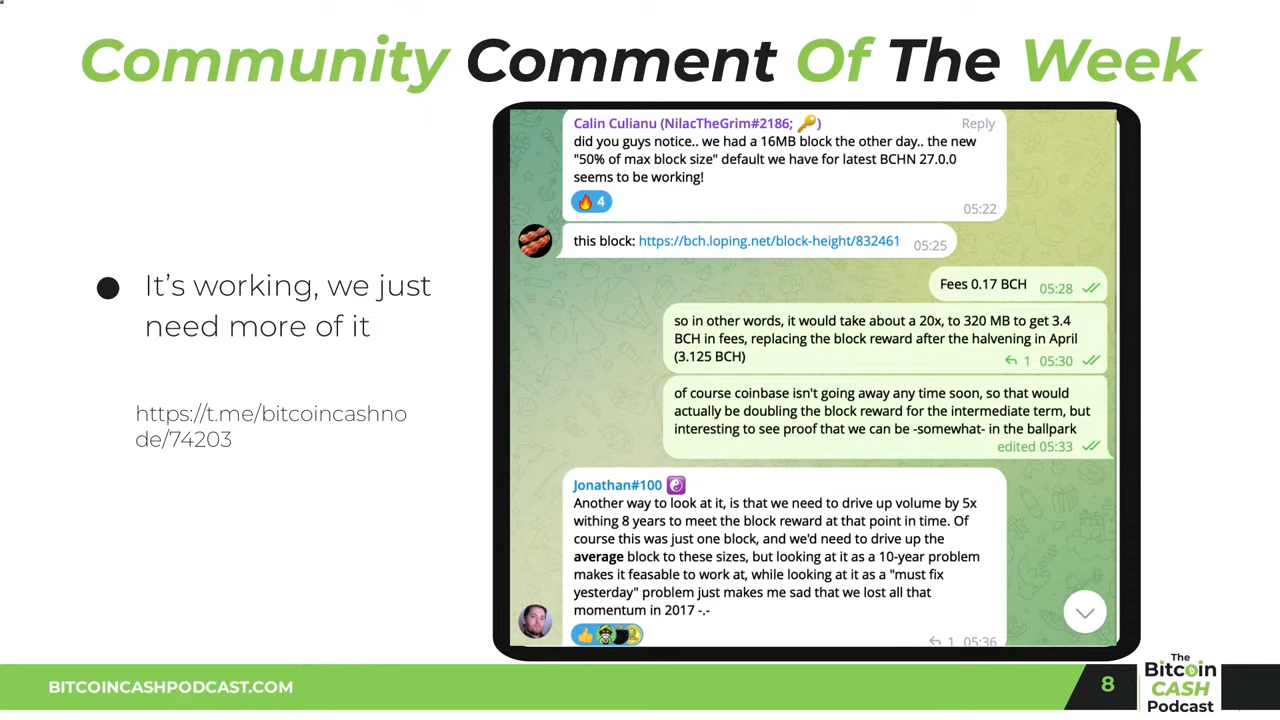 Community Comment Of The Week
It’s working, we just
need more of it
https://t.me/bitcoincashno
de/74203
Calin Culianu (NilacTheGrim#2186; 🔑)
Reply
did you guys notice.. we had a 16MB block the other day.. the new
"50% of max block size" default we have for latest BCHN 27.0.0
seems to be working!
🔥 4
05:22
this block: https://bch.loping.net/block-height/832461
05:25
Fees 0.17 BCH
05:28
so in other words, it would take about a 20x, to 320 MB to get 3.4
BCH in fees, replacing the block reward after the halvening in April
(3.125 BCH)
1 05:30
of course coinbase isn't going away any time soon, so that would
actually be doubling the block reward for the intermediate term, but
interesting to see proof that we can be -somewhat- in the ballpark
edited 05:33
Jonathan#100 ☯
Another way to look at it, is that we need to drive up volume by 5x
withing 8 years to meet the block reward at that point in time. Of
course this was just one block, and we'd need to drive up the
average block to these sizes, but looking at it as a 10-year problem
makes it feasable to work at, while looking at it as a "must fix
yesterday" problem just makes me sad that we lost all that
momentum in 2017 -.-
1 05:36
BITCOINCASHPODCAST.COM
8
The
Bitcoin
CASH
Podcast